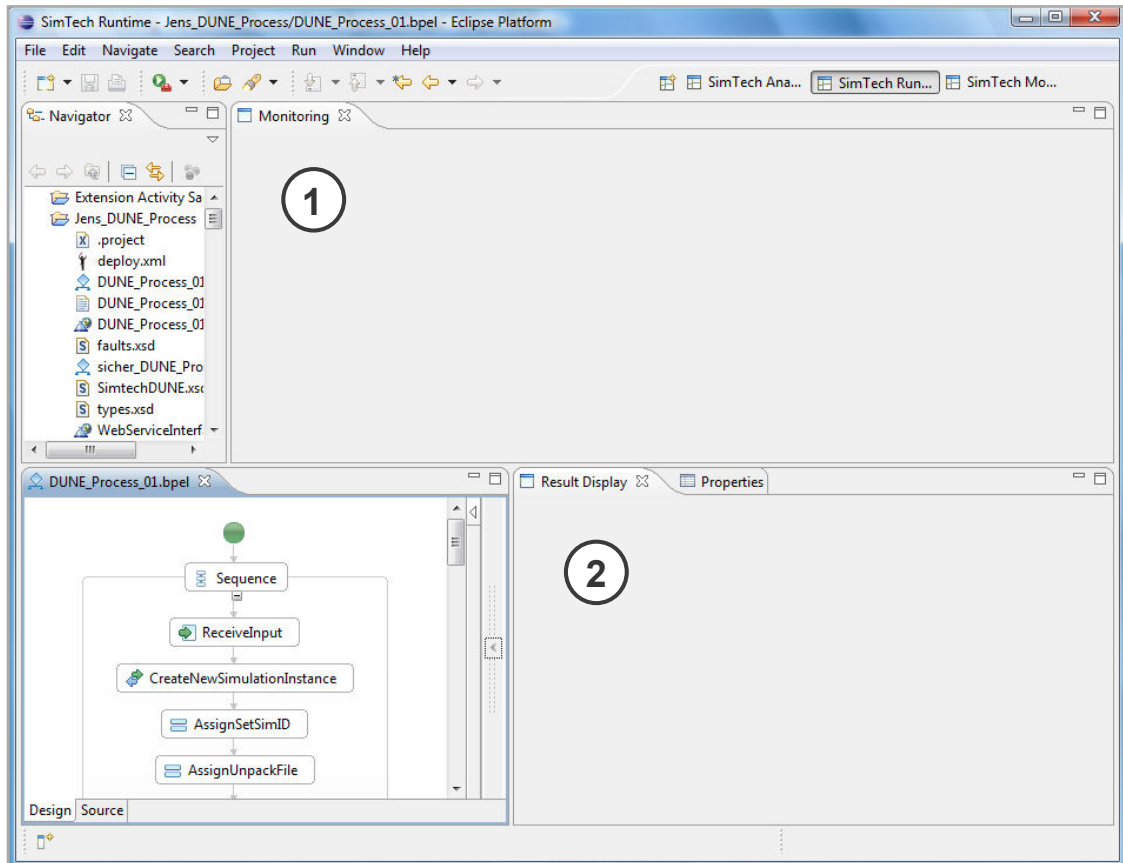 SimTech Runtime - Jens_DUNE_Process/DUNE_Process_01.bpel - Eclipse Platform
File Edit Navigate Search Project Run Window Help
SimTech Ana... SimTech Run... SimTech Mo...
Navigator Monitoring
1
Extension Activity Sa
Jens_DUNE_Process
.project
deploy.xml
DUNE_Process_01
DUNE_Process_01
DUNE_Process_01
faults.xsd
sicher_DUNE_Pro
SimtechDUNE.xs
types.xsd
WebServiceInterf
DUNE_Process_01.bpel Result Display Properties
2
Sequence
ReceiveInput
CreateNewSimulationInstance
AssignSetSimID
AssignUnpackFile
Design Source